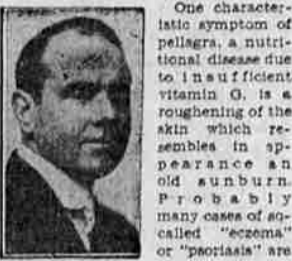 One character-
istic symptom of
pellagra, a nutri-
tional disease due
to insufficient
vitamin G, is a
roughening of the
skin which re-
sembles in ap-
pearance an
old sunburn.
Probably
many cases of so-
called "eczema"
or "psoriasis" are